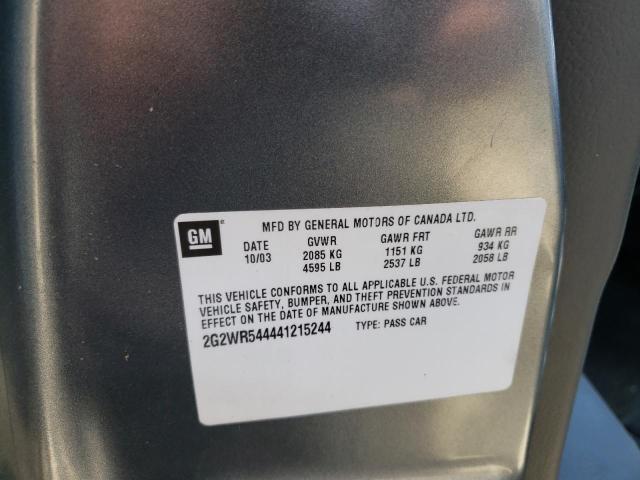 GM
MFD BY GENERAL MOTORS OF CANADA LTD.
DATE GVWR GAWR FRT GAWR RR
10/03 2085 KG 1151 KG 934 KG
4595 LB 2537 LB 2058 LB
THIS VEHICLE CONFORMS TO ALL APPLICABLE U.S. FEDERAL MOTOR
VEHICLE SAFETY, BUMPER, AND THEFT PREVENTION STANDARDS IN
EFFECT ON THE DATE OF MANUFACTURE SHOWN ABOVE.
2G2WR544441215244 TYPE: PASS CAR